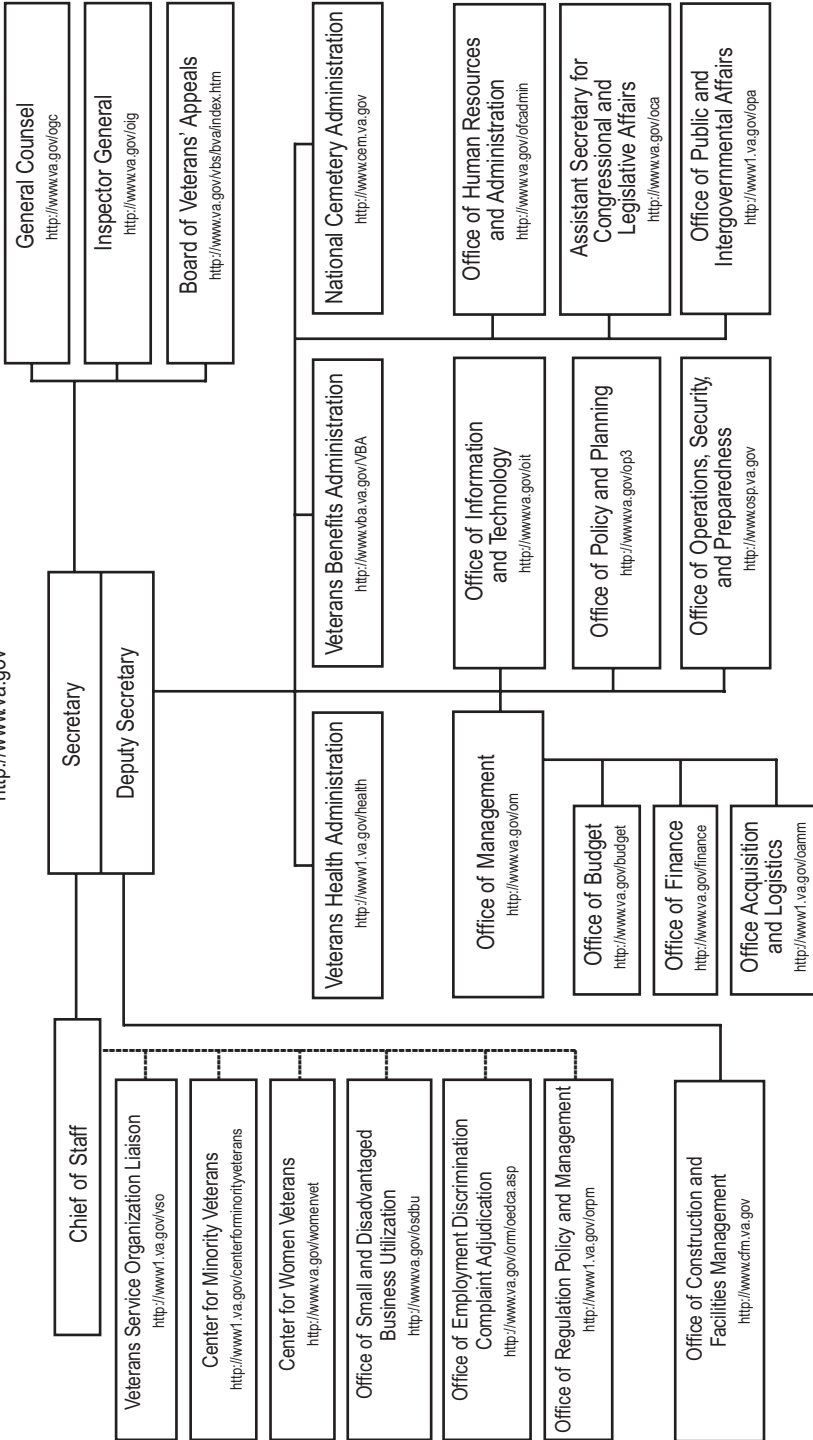 http://www.va.gov
Secretary
Deputy Secretary
General Counsel
http://www.va.gov/ogc
Inspector General
http://www.va.gov/oig
Board of Veterans' Appeals
http://www.va.gov/vbs/bva/index.htm
Chief of Staff
Veterans Service Organization Liaison
http://www1.va.gov/vso
Center for Minority Veterans
http://www1.va.gov/centerforminorityveterans
Center for Women Veterans
http://www.va.gov/womenvet
Office of Small and Disadvantaged
Business Utilization
http://www.va.gov/osdbu
Office of Employment Discrimination
Complaint Adjudication
http://www.va.gov/orm/oedca.asp
Office of Regulation Policy and Management
http://www1.va.gov/orpm
Office of Construction and
Facilities Management
http://www.cfm.va.gov
Veterans Health Administration
http://www1.va.gov/health
Veterans Benefits Administration
http://www.vba.va.gov/VBA
National Cemetery Administration
http://www.cem.va.gov
Office of Management
http://www.va.gov/om
Office of Budget
http://www.va.gov/budget
Office of Finance
http://www.va.gov/finance
Office Acquisition
and Logistics
http://www1.va.gov/oamm
Office of Information
and Technology
http://www.va.gov/oit
Office of Policy and Planning
http://www.va.gov/op3
Office of Operations, Security,
and Preparedness
http://www.osp.va.gov
Office of Human Resources
and Administration
http://www.va.gov/ofcadmin
Assistant Secretary for
Congressional and
Legislative Affairs
http://www.va.gov/oca
Office of Public and
Intergovernmental Affairs
http://www1.va.gov/opa